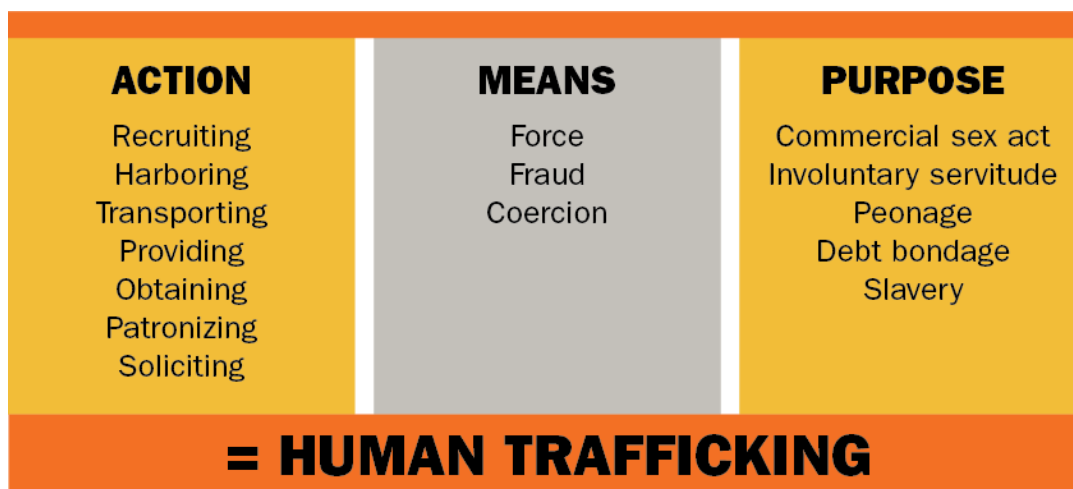 ACTION
Recruiting
Harboring
Transporting
Providing
Obtaining
Patronizing
Soliciting
MEANS
Force
Fraud
Coercion
PURPOSE
Commercial sex act
Involuntary servitude
Peonage
Debt bondage
Slavery
= HUMAN TRAFFICKING